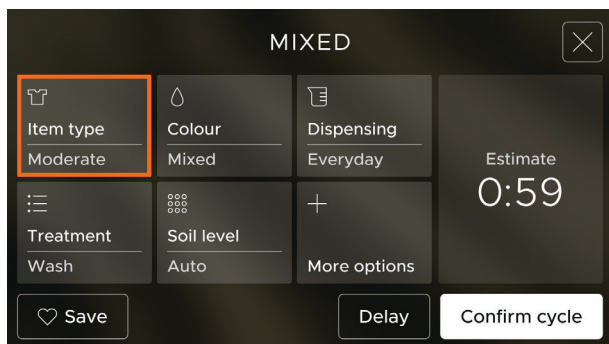 MIXED
Item type
Moderate
Colour
Mixed
Dispensing
Everyday
Estimate
0:59
Treatment
Wash
Soil level
Auto
More options
Save
Delay
Confirm cycle